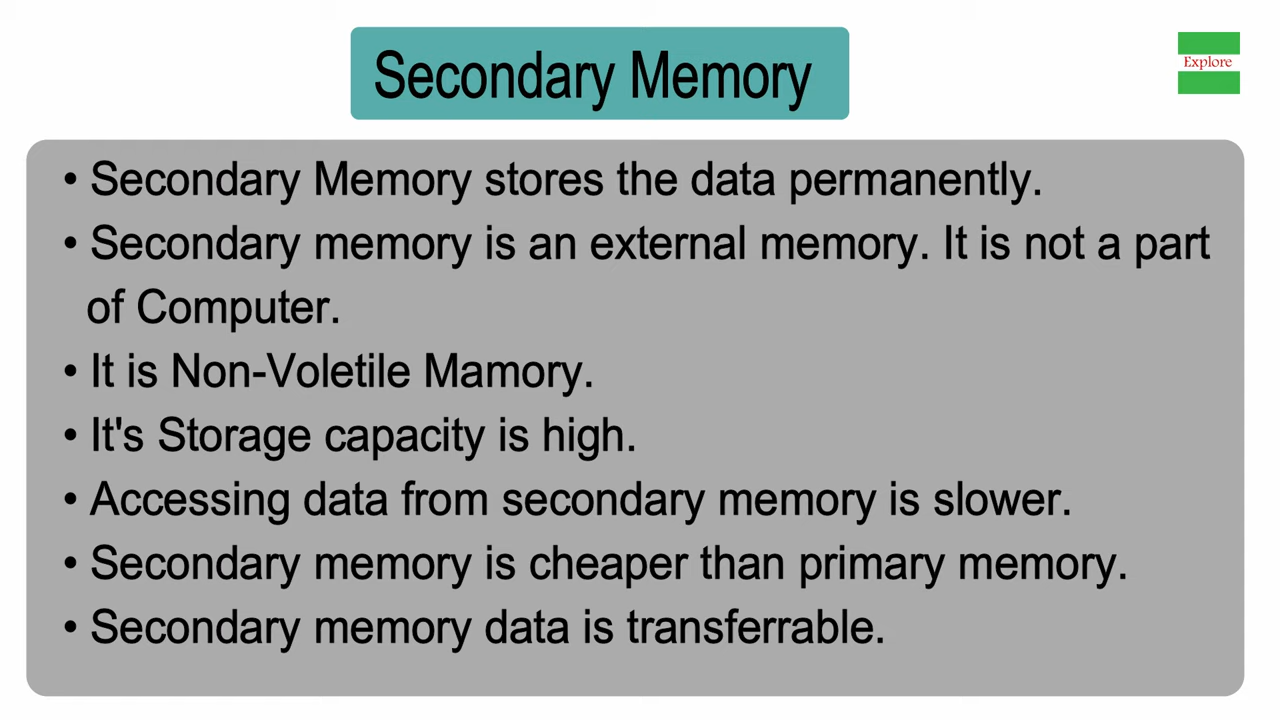 Secondary Memory
Explore
• Secondary Memory stores the data permanently.
• Secondary memory is an external memory. It is not a part
of Computer.
• It is Non-Voletile Mamory.
• It's Storage capacity is high.
• Accessing data from secondary memory is slower.
• Secondary memory is cheaper than primary memory.
• Secondary memory data is transferrable.